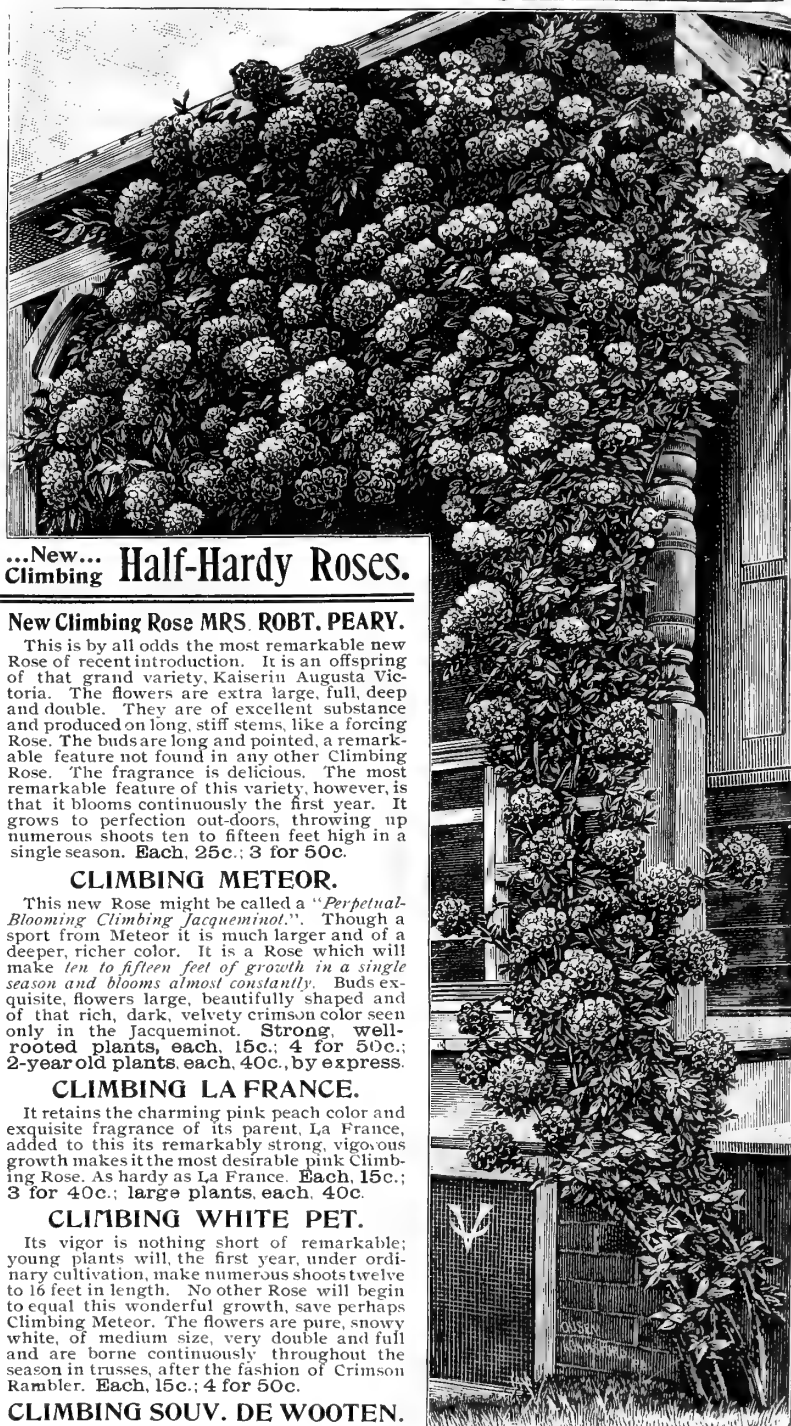 ...New...
Climbing Half-Hardy Roses.
New Climbing Rose MRS. ROBT. PEARY.
This is by all odds the most remarkable new
Rose of recent introduction. It is an offspring
of that grand variety, Kaiserin Augusta Vic-
toria. The flowers are extra large, full, deep
and double. They are of excellent substance
and produced on long, stiff stems, like a forcing
Rose. The buds are long and pointed, a remark-
able feature not found in any other Climbing
Rose. The fragrance is delicious. The most
remarkable feature of this variety, however, is
that it blooms continuously the first year. It
grows to perfection out-doors, throwing up
numerous shoots ten to fifteen feet high in a
single season. Each, 25c.; 3 for 50c.
CLIMBING METEOR.
This new Rose might be called a "Perpetual-
Blooming Climbing Jacqueminot.". Though a
sport from Meteor it is much larger and of a
deeper, richer color. It is a Rose which will
make ten to fifteen feet of growth in a single
season and blooms almost constantly. Buds ex-
quisite, flowers large, beautifully shaped and
of that rich, dark, velvety crimson color seen
only in the Jacqueminot. Strong, well-
rooted plants, each, 15c.; 4 for 50c.;
2-year old plants, each, 40c., by express.
CLIMBING LA FRANCE.
It retains the charming pink peach color and
exquisite fragrance of its parent, La France,
added to this its remarkably strong, vigorous
growth makes it the most desirable pink Climb-
ing Rose. As hardy as La France. Each, 15c.;
3 for 40c.; large plants, each, 40c.
CLIMBING WHITE PET.
Its vigor is nothing short of remarkable;
young plants will, the first year, under ordi-
nary cultivation, make numerous shoots twelve
to 16 feet in length. No other Rose will begin
to equal this wonderful growth, save perhaps
Climbing Meteor. The flowers are pure, snowy
white, of medium size, very double and full
and are borne continuously throughout the
season in trusses, after the fashion of Crimson
Rambler. Each, 15c.; 4 for 50c.
CLIMBING SOUV. DE WOOTEN.